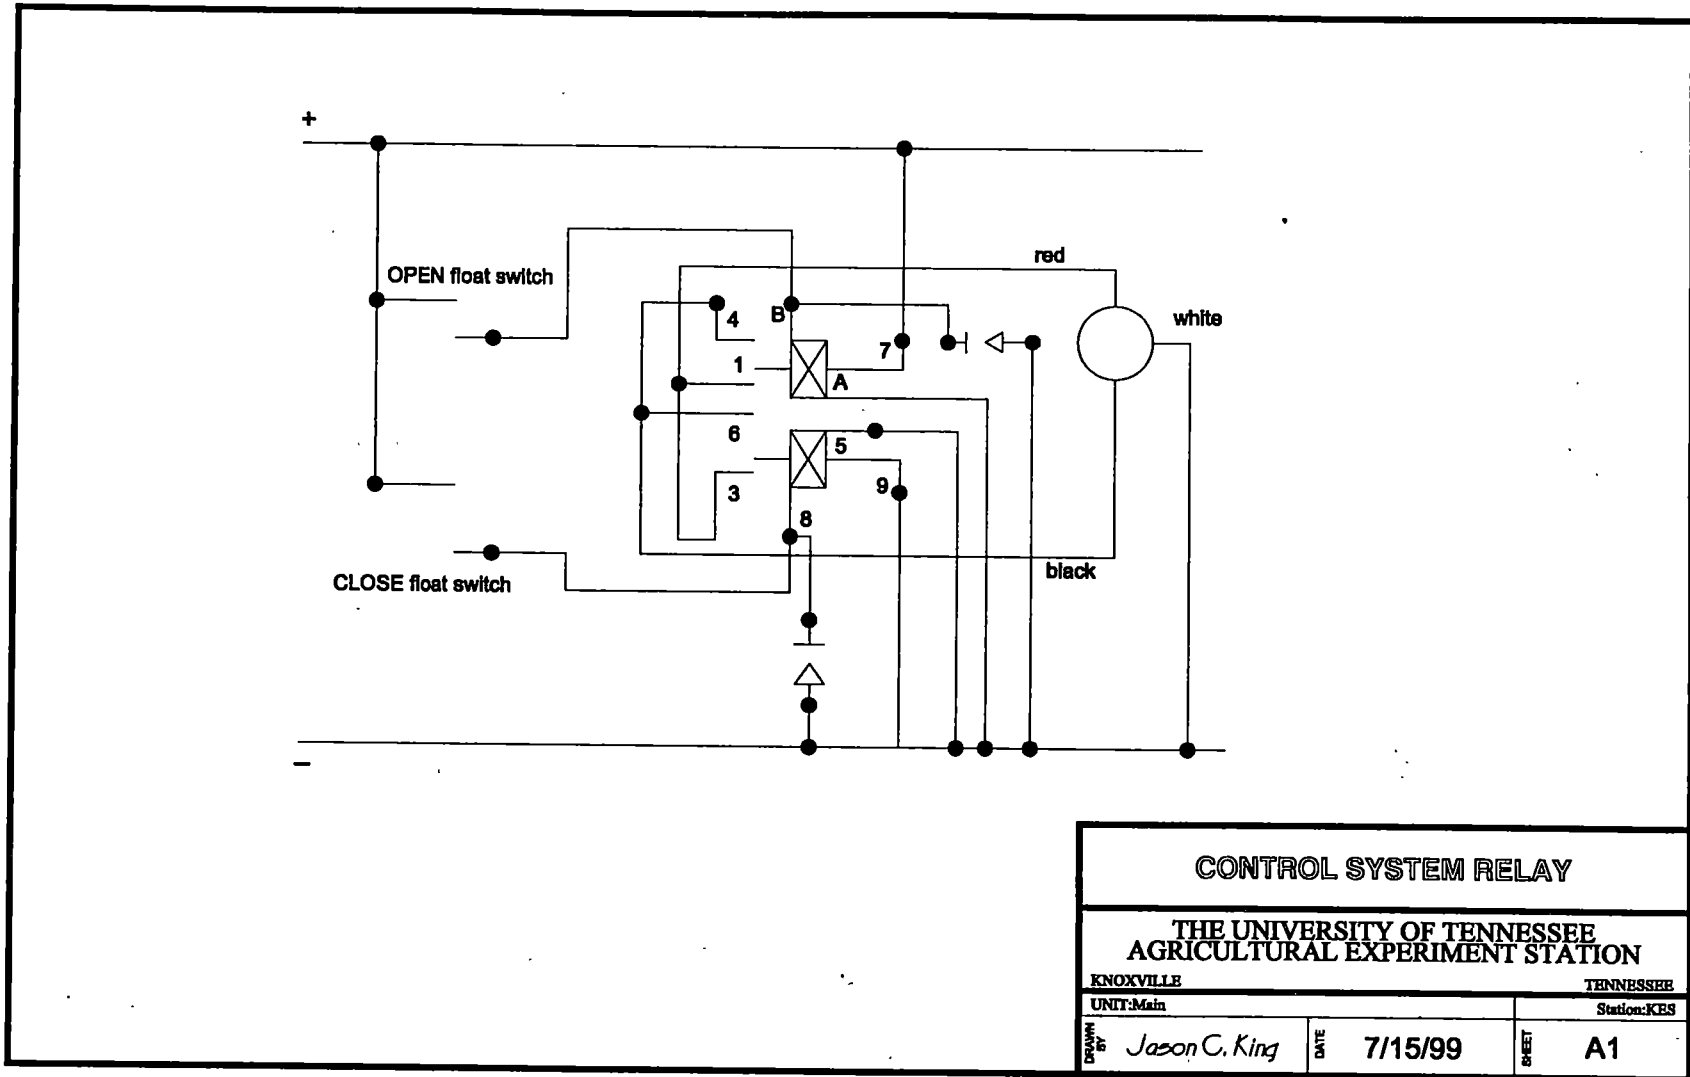 +
OPEN float switch
red
white
4
B
7
1
A
6
5
3
9
8
black
CLOSE float switch
−
CONTROL SYSTEM RELAY
THE UNIVERSITY OF TENNESSEE
AGRICULTURAL EXPERIMENT STATION
KNOXVILLE TENNESSEE
UNIT:Main Station:KES
DRAWN BY Jason C. King DATE 7/15/99 SHEET A1